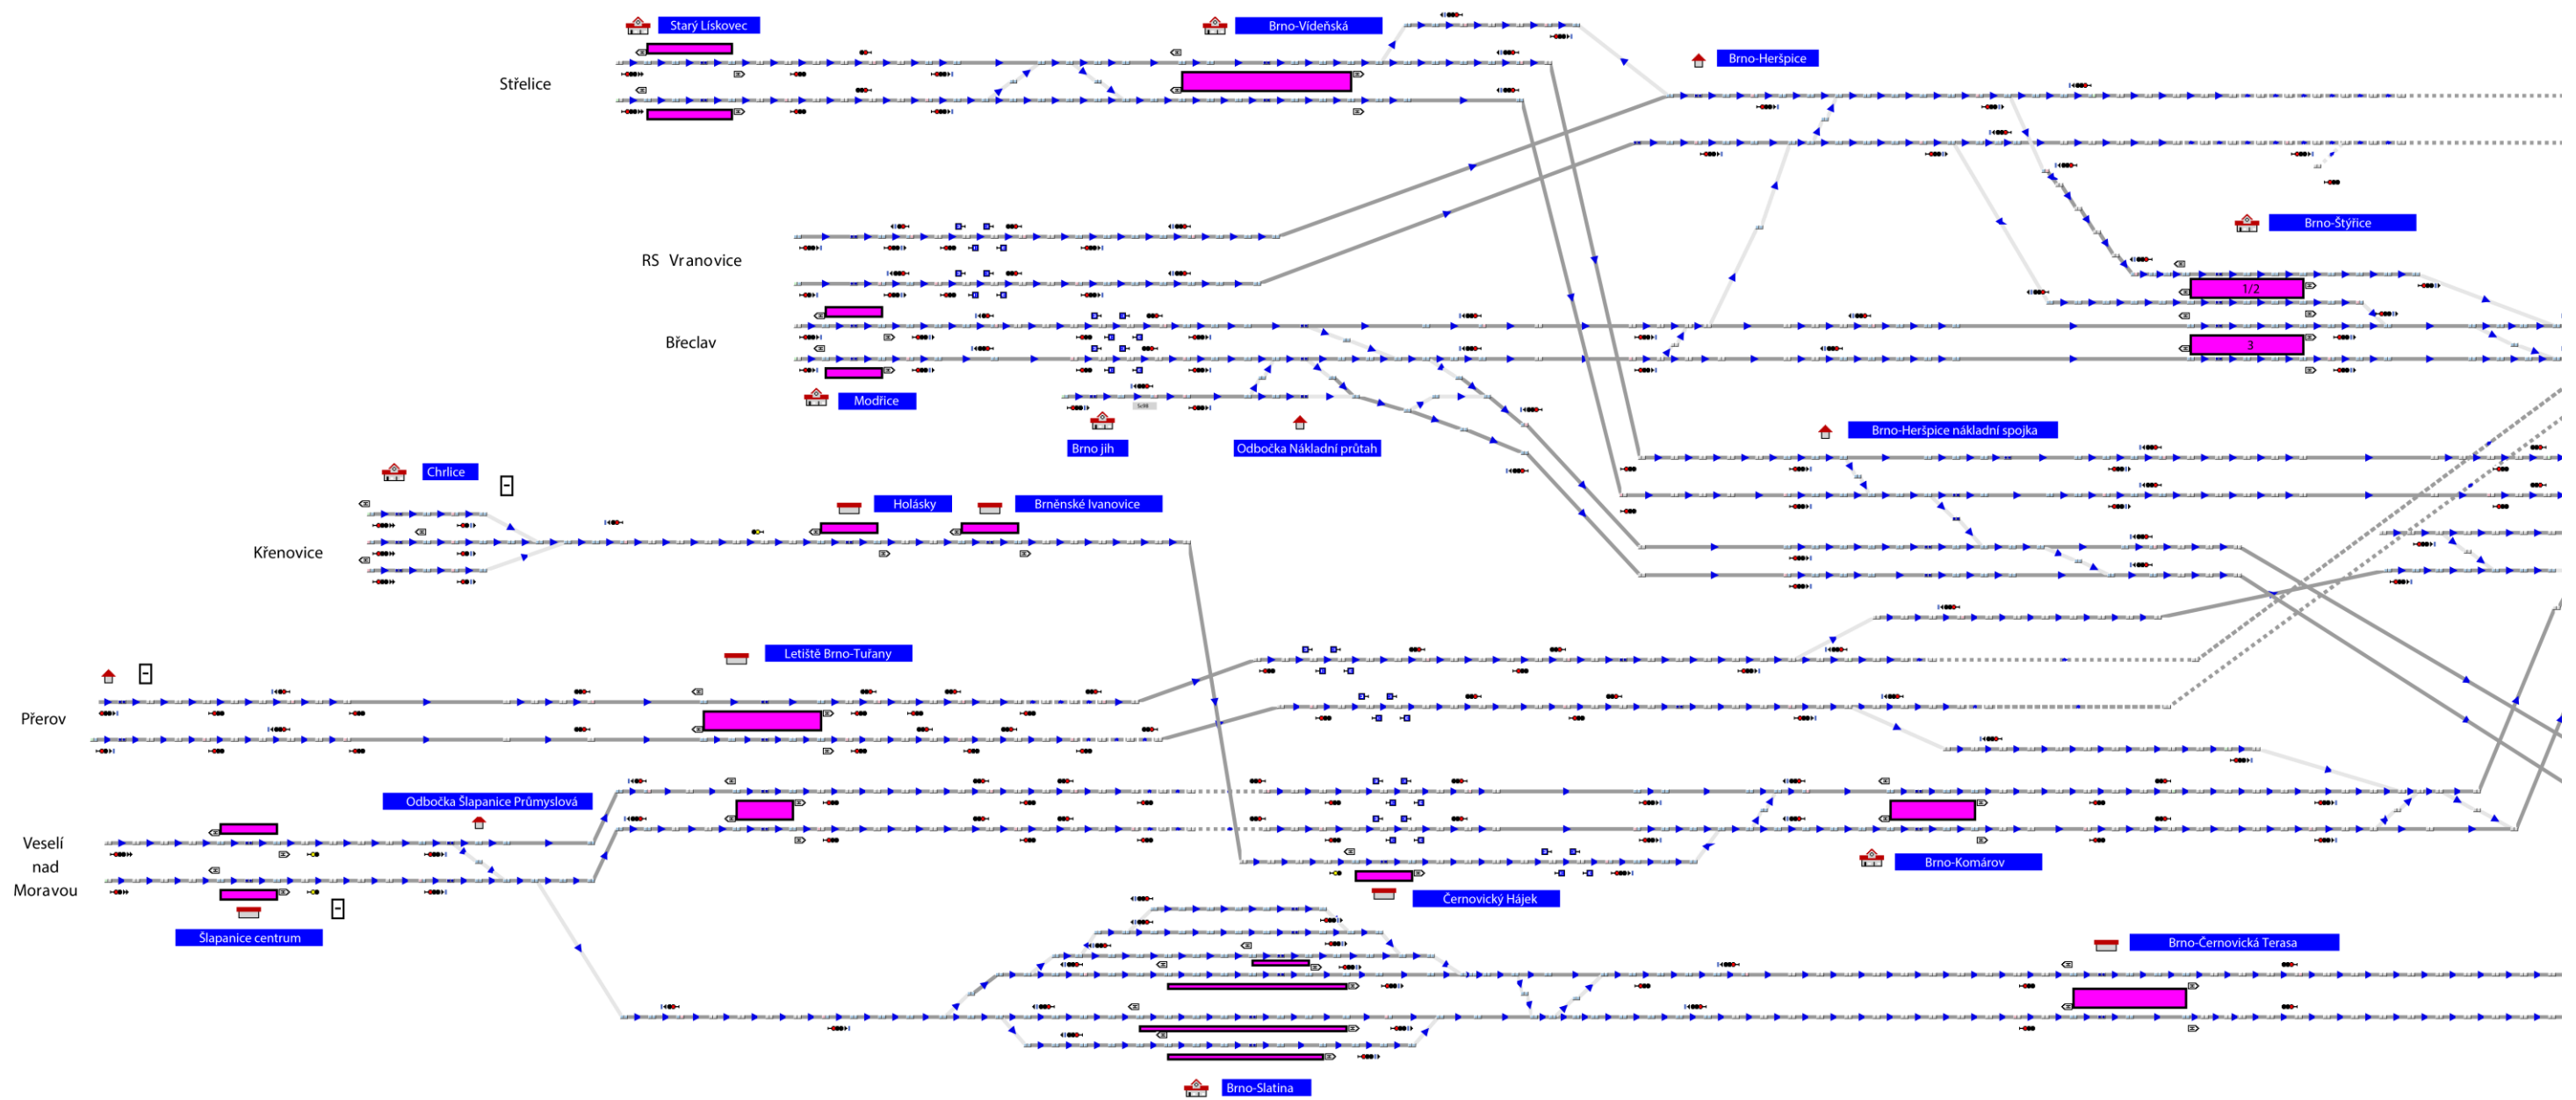 Starý Lískovec
Brno-Vídeňská
Brno-Heršpice
Střelice
Brno-Štýřice
RS Vranovice
1/2
Břeclav
3
Modřice
Brno jih
Odbočka Nákladní průtah
Brno-Heršpice nákladní spojka
Chrlice
Holásky
Brněnské Ivanovice
Křenovice
Letiště Brno-Tuřany
Přerov
Odbočka Šlapanice Průmyslová
Veselí
nad
Moravou
Brno-Komárov
Černovický Hájek
Šlapanice centrum
Brno-Černovická Terasa
Brno-Slatina